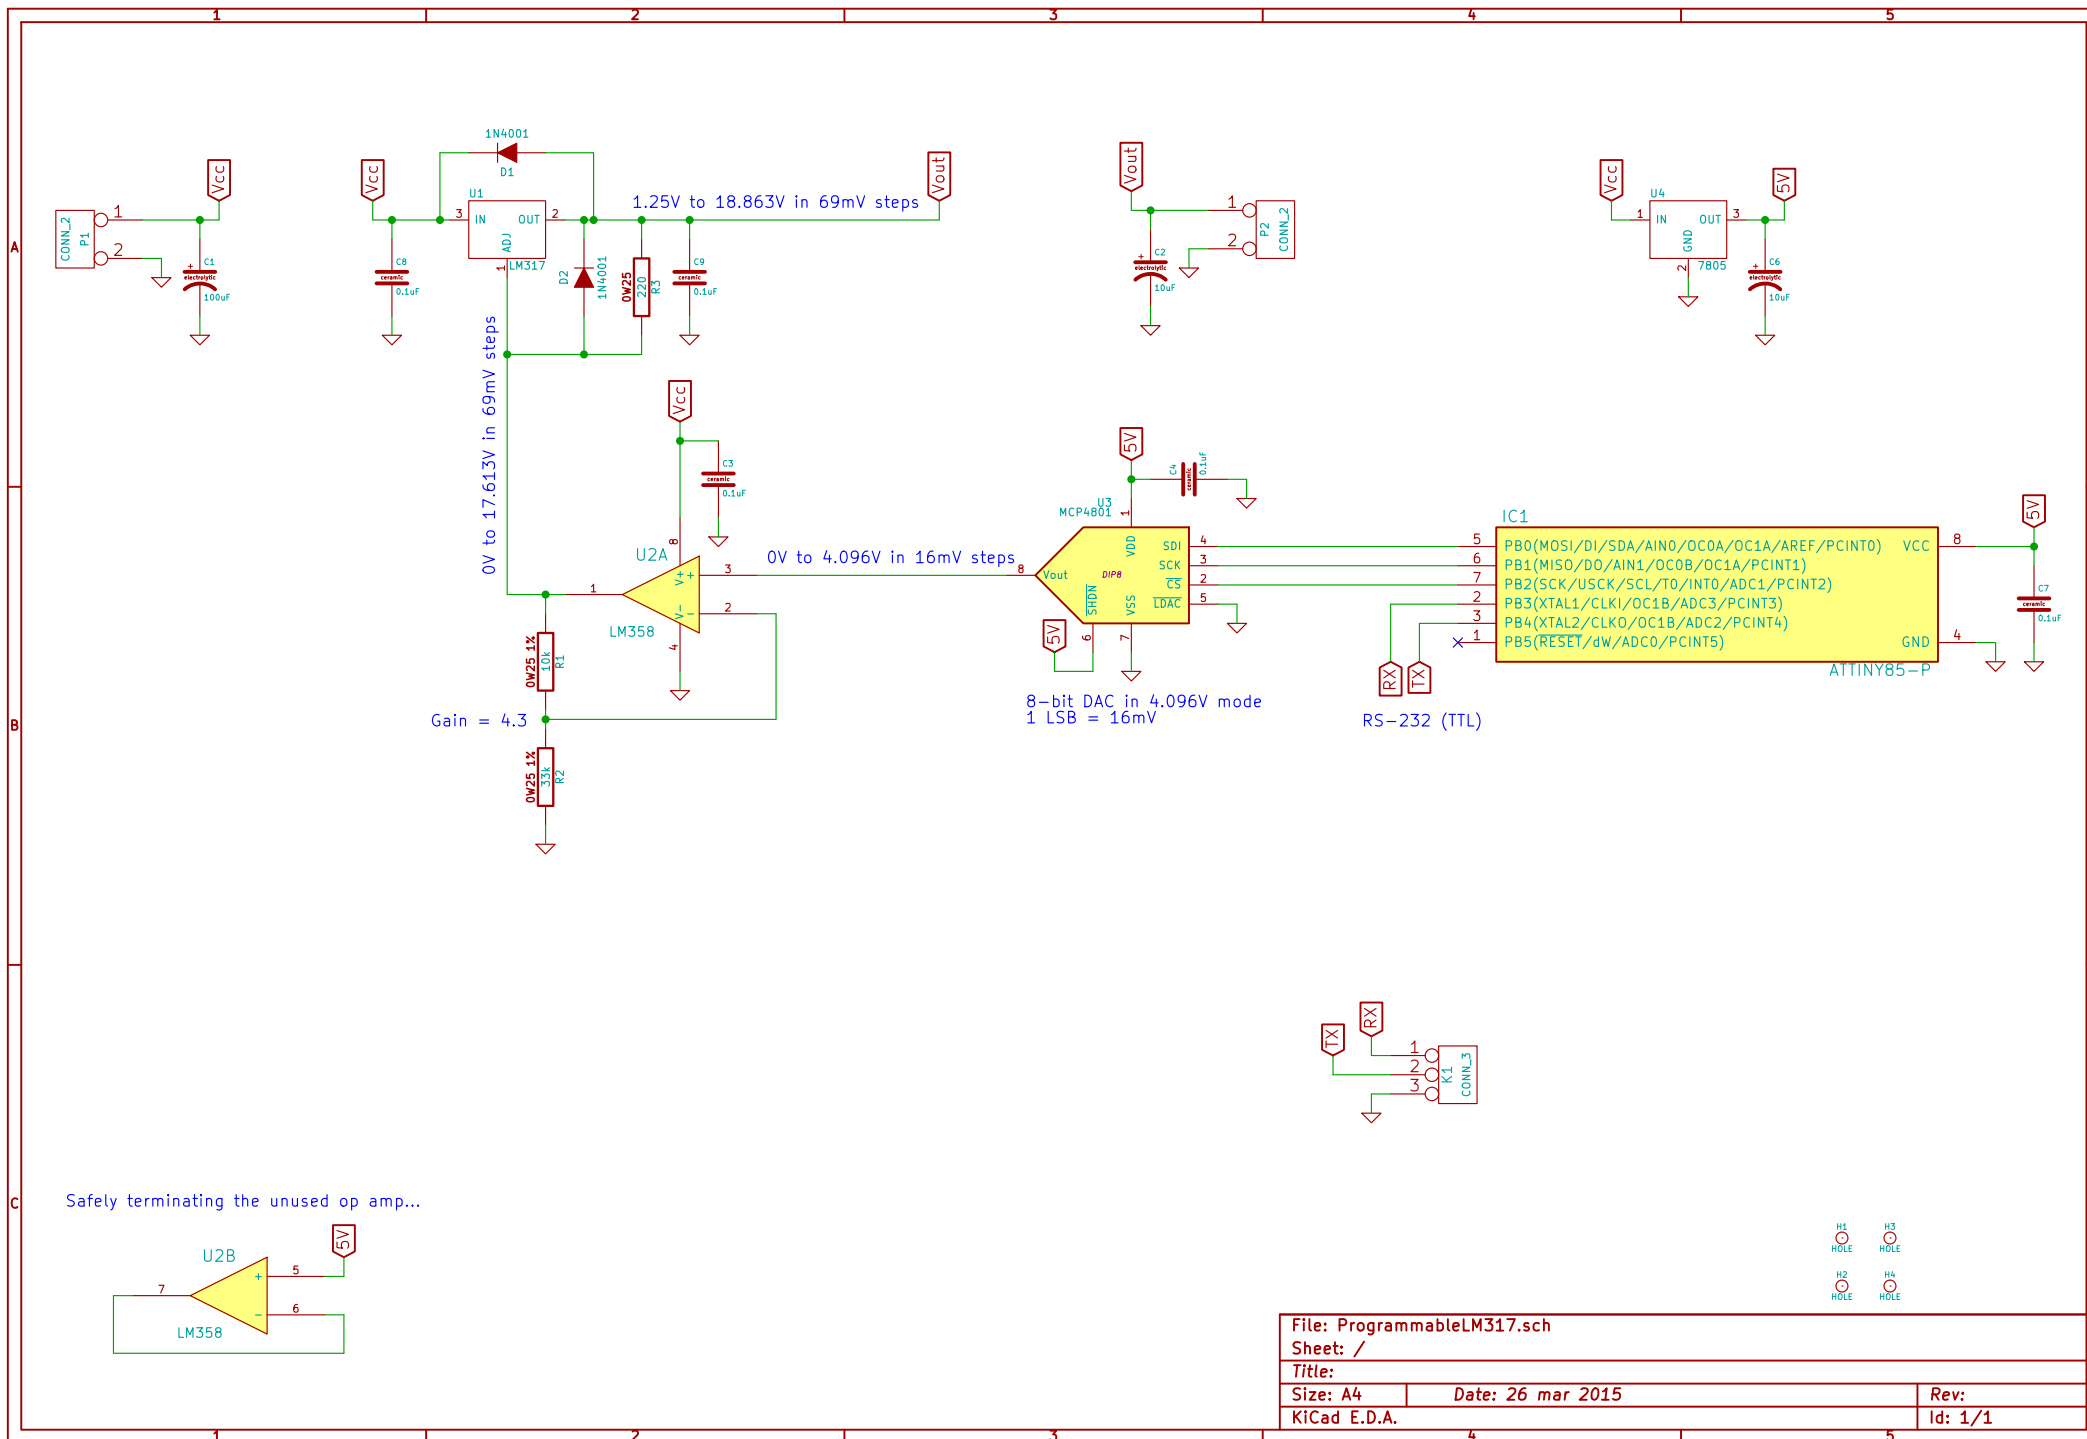 1 2 3 4 5
A
B
C
CONN_2
P1
1
2
Vcc
C1
electrolytic
100uF
Vcc
C8
ceramic
0.1uF
1N4001
D1
U1
3 IN OUT 2
ADJ
1
LM317
D2
1N4001
0W25
220
R3
C9
ceramic
0.1uF
1.25V to 18.863V in 69mV steps
Vout
Vout
C2
electrolytic
10uF
1
2
P2
CONN_2
Vcc
U4
1 IN OUT 3
GND
2
7805
5V
C6
electrolytic
10uF
0V to 17.613V in 69mV steps
Vcc
C3
ceramic
0.1uF
8
U2A
V+ +
V- -
1
3
2
4
LM358
0W25 1%
10k
R1
Gain = 4.3
0W25 1%
33k
R2
0V to 4.096V in 16mV steps
5V
C4
ceramic
0.1uF
U3
MCP4801
1
VDD
8 Vout
DIP8
SDI 4
SCK 3
CS 2
LDAC 5
SHDN
VSS
6
7
5V
8-bit DAC in 4.096V mode
1 LSB = 16mV
IC1
5 PB0(MOSI/DI/SDA/AIN0/OC0A/OC1A/AREF/PCINT0)
6 PB1(MISO/DO/AIN1/OC0B/OC1A/PCINT1)
7 PB2(SCK/USCK/SCL/T0/INT0/ADC1/PCINT2)
2 PB3(XTAL1/CLKI/OC1B/ADC3/PCINT3)
3 PB4(XTAL2/CLKO/OC1B/ADC2/PCINT4)
1 PB5(RESET/dW/ADC0/PCINT5)
VCC 8
GND 4
ATTINY85-P
5V
C7
ceramic
0.1uF
RX
TX
RS-232 (TTL)
TX
RX
1
2
3
K1
CONN_3
Safely terminating the unused op amp...
5V
U2B
+ 5
7
- 6
LM358
H1
HOLE
H3
HOLE
H2
HOLE
H4
HOLE
File: ProgrammableLM317.sch
Sheet: /
Title:
Size: A4 Date: 26 mar 2015 Rev:
KiCad E.D.A. Id: 1/1
1 2 3 4 5